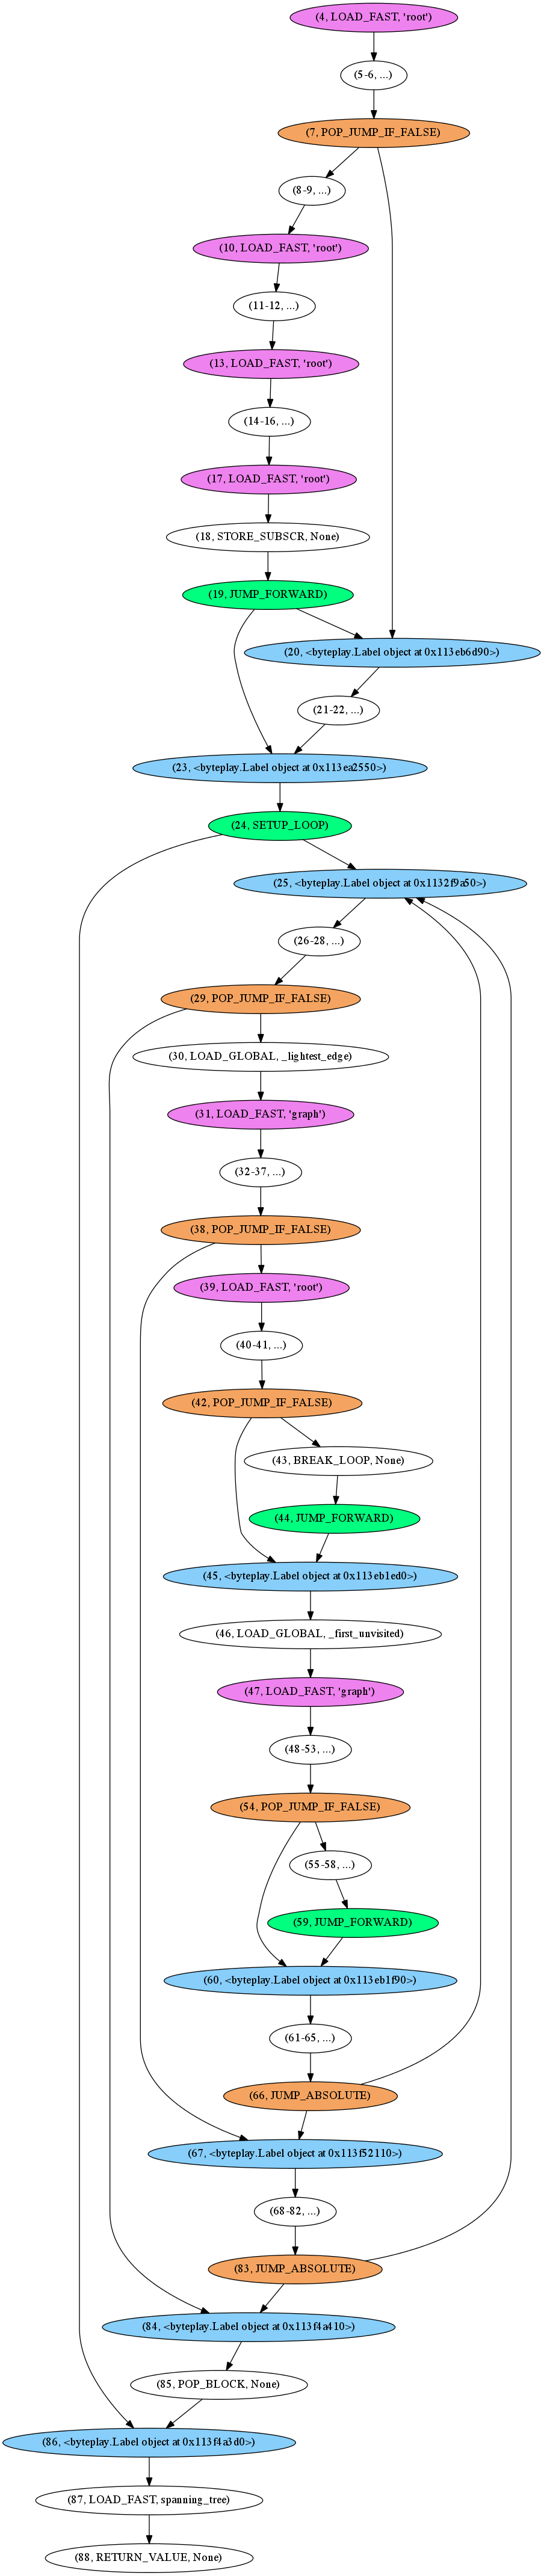 (4, LOAD_FAST, 'root')
(5-6, ...)
(7, POP_JUMP_IF_FALSE)
(8-9, ...)
(10, LOAD_FAST, 'root')
(11-12, ...)
(13, LOAD_FAST, 'root')
(14-16, ...)
(17, LOAD_FAST, 'root')
(18, STORE_SUBSCR, None)
(19, JUMP_FORWARD)
(20, <byteplay.Label object at 0x113eb6d90>)
(21-22, ...)
(23, <byteplay.Label object at 0x113ea2550>)
(24, SETUP_LOOP)
(25, <byteplay.Label object at 0x1132f9a50>)
(26-28, ...)
(29, POP_JUMP_IF_FALSE)
(30, LOAD_GLOBAL, _lightest_edge)
(31, LOAD_FAST, 'graph')
(32-37, ...)
(38, POP_JUMP_IF_FALSE)
(39, LOAD_FAST, 'root')
(40-41, ...)
(42, POP_JUMP_IF_FALSE)
(43, BREAK_LOOP, None)
(44, JUMP_FORWARD)
(45, <byteplay.Label object at 0x113eb1ed0>)
(46, LOAD_GLOBAL, _first_unvisited)
(47, LOAD_FAST, 'graph')
(48-53, ...)
(54, POP_JUMP_IF_FALSE)
(55-58, ...)
(59, JUMP_FORWARD)
(60, <byteplay.Label object at 0x113eb1f90>)
(61-65, ...)
(66, JUMP_ABSOLUTE)
(67, <byteplay.Label object at 0x113f52110>)
(68-82, ...)
(83, JUMP_ABSOLUTE)
(84, <byteplay.Label object at 0x113f4a410>)
(85, POP_BLOCK, None)
(86, <byteplay.Label object at 0x113f4a3d0>)
(87, LOAD_FAST, spanning_tree)
(88, RETURN_VALUE, None)